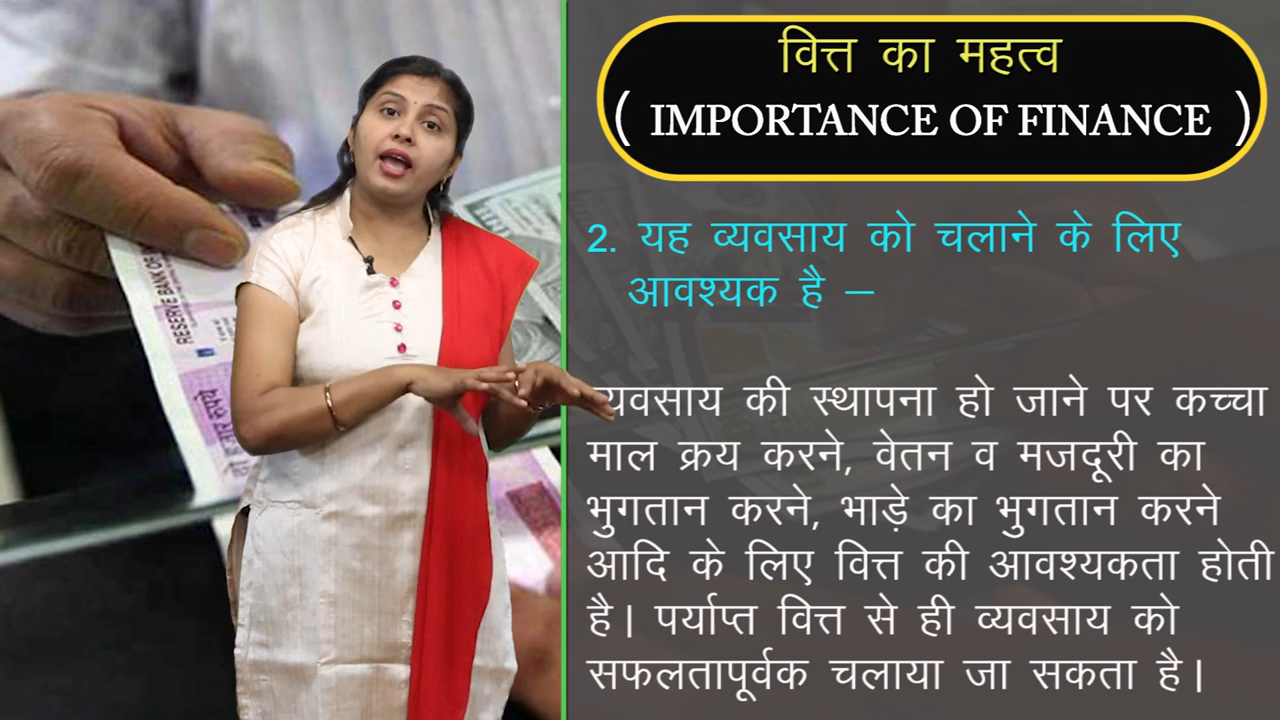 वित्त का महत्व
( IMPORTANCE OF FINANCE )
2. यह व्यवसाय को चलाने के लिए
आवश्यक है –
व्यवसाय की स्थापना हो जाने पर कच्चा
माल क्रय करने, वेतन व मजदूरी का
भुगतान करने, भाड़े का भुगतान करने
आदि के लिए वित्त की आवश्यकता होती
है। पर्याप्त वित्त से ही व्यवसाय को
सफलतापूर्वक चलाया जा सकता है।
RESERVE BANK OF